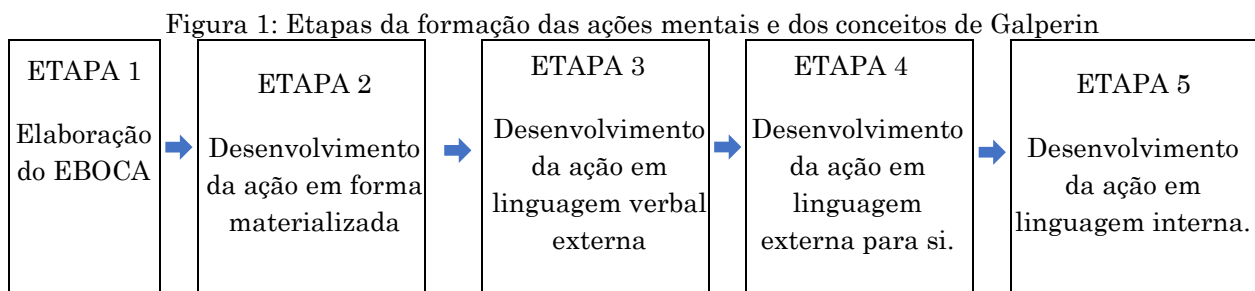 Figura 1: Etapas da formação das ações mentais e dos conceitos de Galperin
ETAPA 1
Elaboração
do EBOCA
ETAPA 2
Desenvolvimento
da ação em forma
materializada
ETAPA 3
Desenvolvimento
da ação em
linguagem verbal
externa
ETAPA 4
Desenvolvimento
da ação em
linguagem
externa para si.
ETAPA 5
Desenvolvimento
da ação em
linguagem interna.